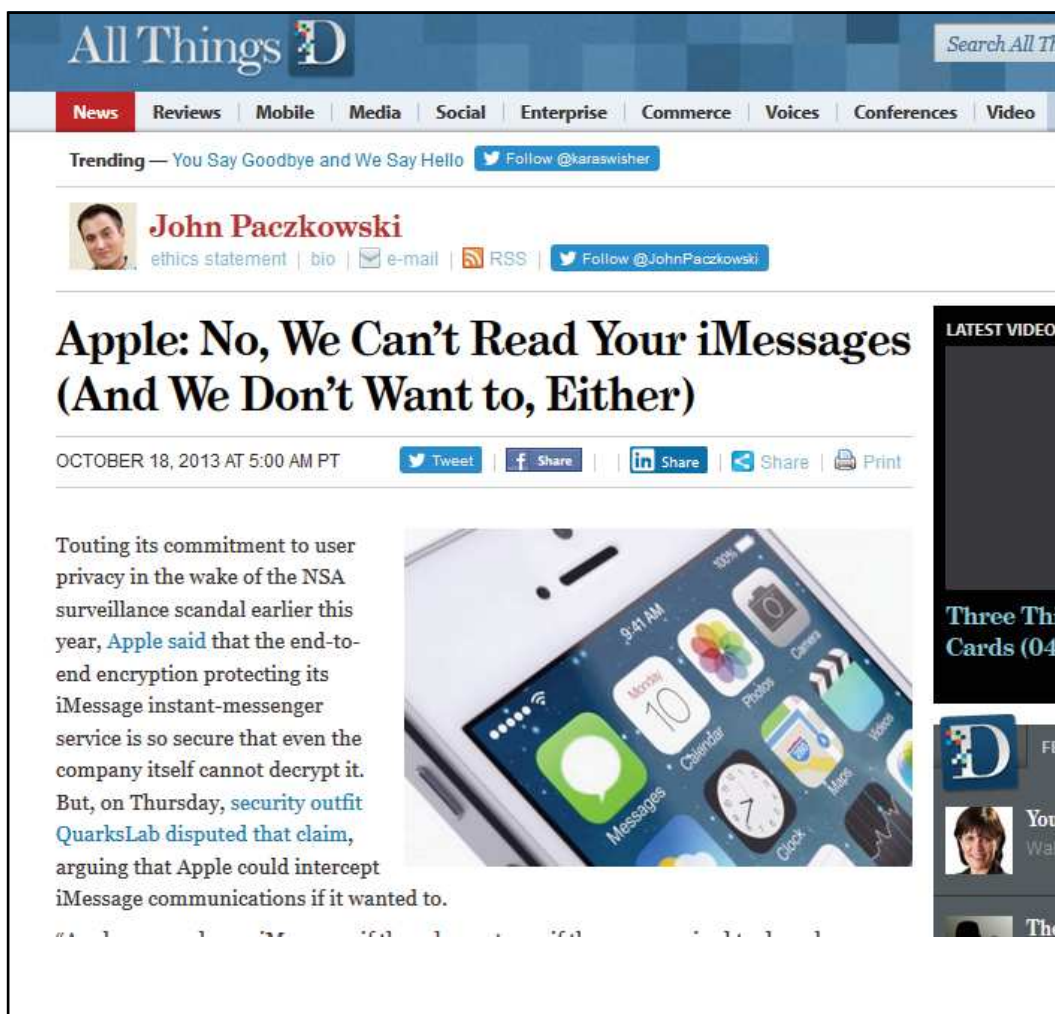 All Things D
Search All Th
News Reviews Mobile Media Social Enterprise Commerce Voices Conferences Video
Trending — You Say Goodbye and We Say Hello Follow @karaswisher
John Paczkowski
ethics statement | bio | e-mail | RSS | Follow @JohnPaczkowski
Apple: No, We Can't Read Your iMessages
(And We Don't Want to, Either)
OCTOBER 18, 2013 AT 5:00 AM PT Tweet | f Share | | in Share | Share | Print
Touting its commitment to user
privacy in the wake of the NSA
surveillance scandal earlier this
year, Apple said that the end-to-
end encryption protecting its
iMessage instant-messenger
service is so secure that even the
company itself cannot decrypt it.
But, on Thursday, security outfit
QuarksLab disputed that claim,
arguing that Apple could intercept
iMessage communications if it wanted to.
100%
9:41 AM
Camera
Photos
Monday
10
Calendar
Videos
Maps
280
Messages
Clock
LATEST VIDEO
Three Th
Cards (04
D
You
The